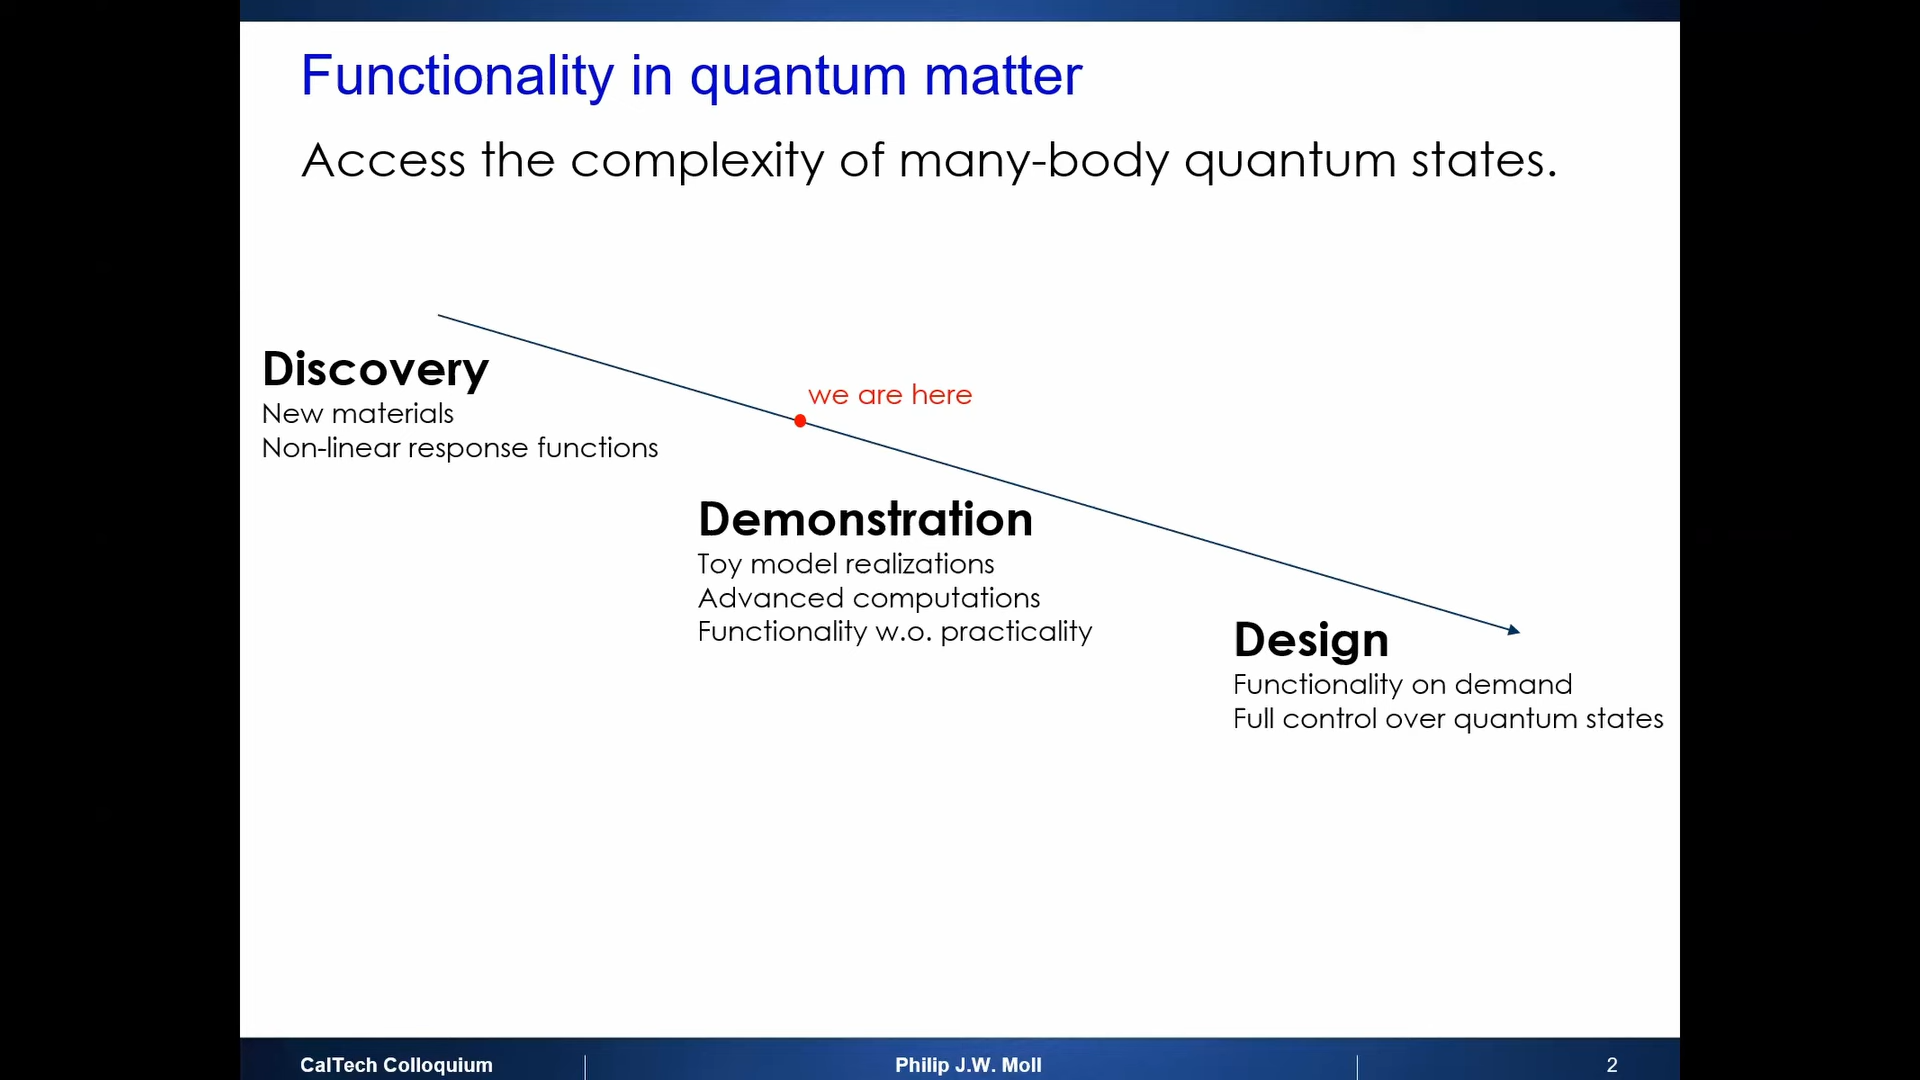 Functionality in quantum matter
Access the complexity of many-body quantum states.
Discovery
New materials
Non-linear response functions
we are here
Demonstration
Toy model realizations
Advanced computations
Functionality w.o. practicality
Design
Functionality on demand
Full control over quantum states
CalTech Colloquium
Philip J.W. Moll
2